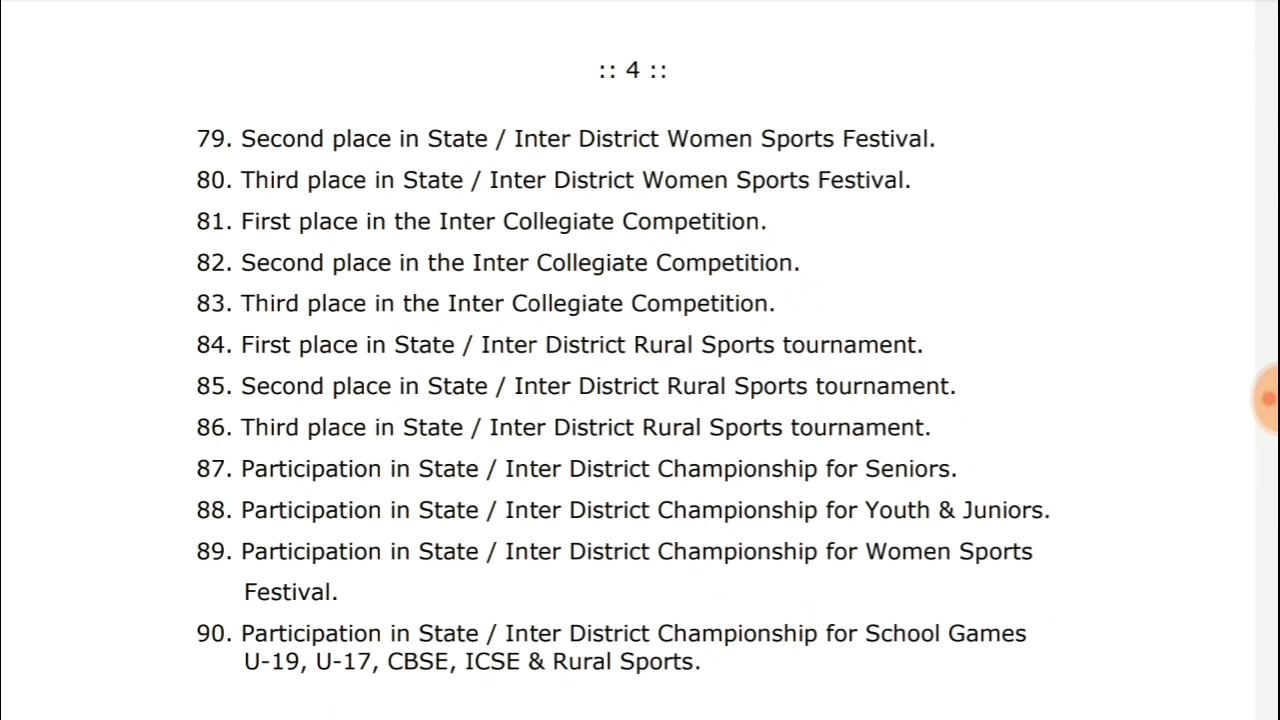 :: 4 ::
79. Second place in State / Inter District Women Sports Festival.
80. Third place in State / Inter District Women Sports Festival.
81. First place in the Inter Collegiate Competition.
82. Second place in the Inter Collegiate Competition.
83. Third place in the Inter Collegiate Competition.
84. First place in State / Inter District Rural Sports tournament.
85. Second place in State / Inter District Rural Sports tournament.
86. Third place in State / Inter District Rural Sports tournament.
87. Participation in State / Inter District Championship for Seniors.
88. Participation in State / Inter District Championship for Youth & Juniors.
89. Participation in State / Inter District Championship for Women Sports
Festival.
90. Participation in State / Inter District Championship for School Games
U-19, U-17, CBSE, ICSE & Rural Sports.